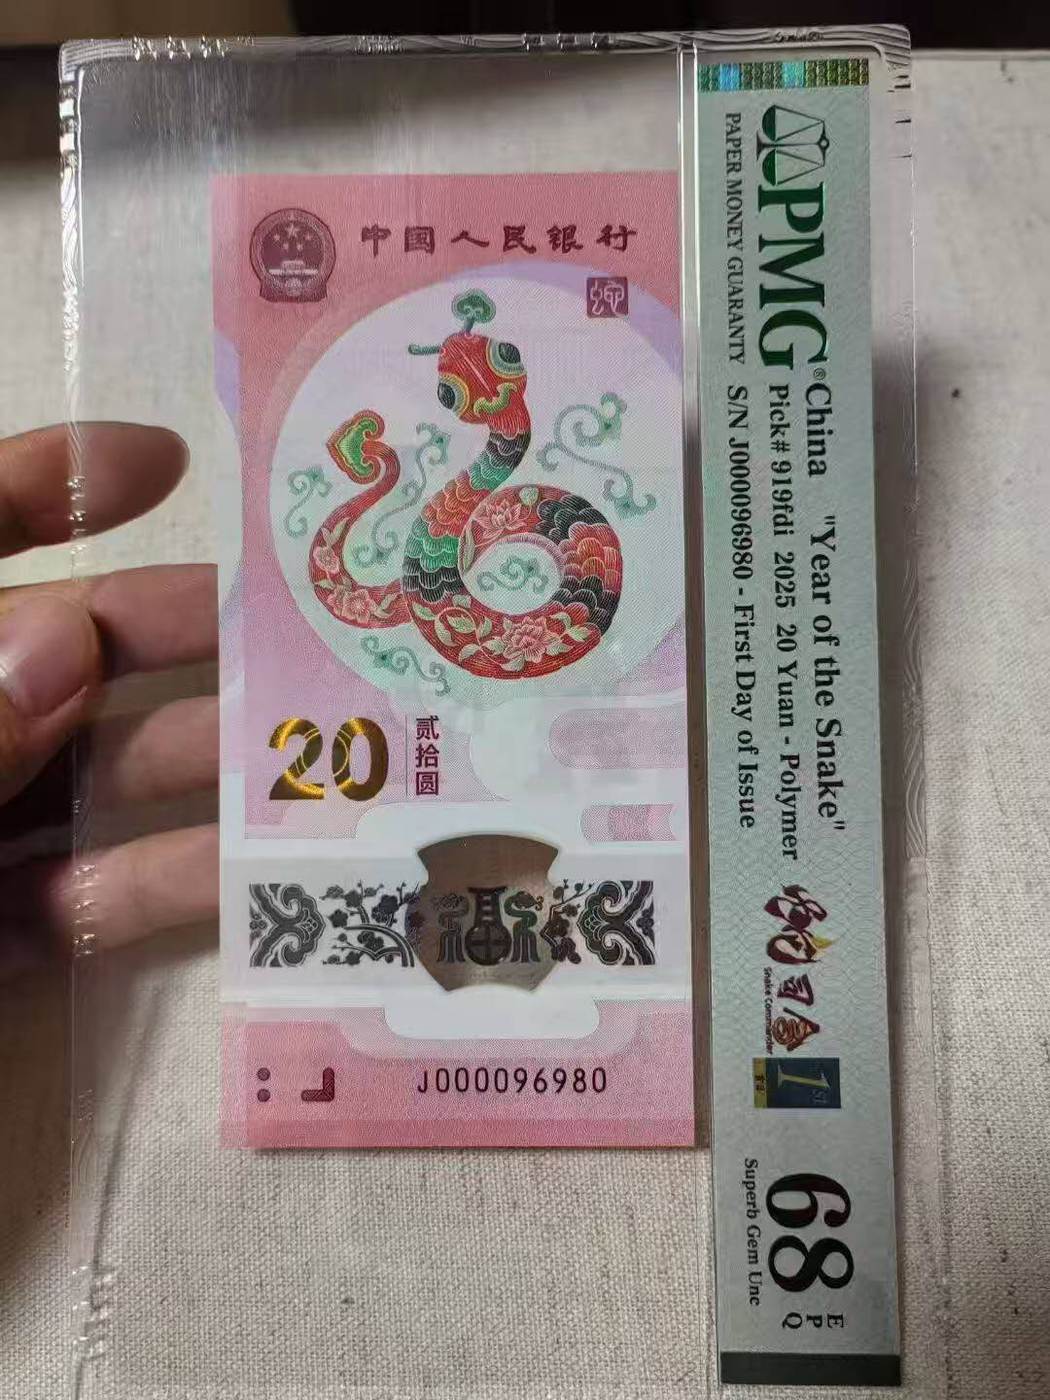 中国人民银行
蛇
20
贰拾圆
J000096980
PMG®
PAPER MONEY GUARANTY
China "Year of the Snake"
Pick# 919fdi 2025 20 Yuan - Polymer
S/N J000096980 - First Day of Issue
Snake Commander
1ST
68
EPQ
Superb Gem Unc